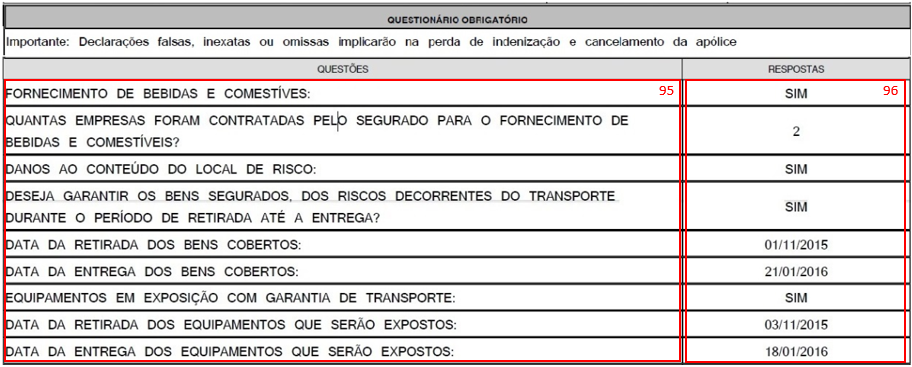 QUESTIONÁRIO OBRIGATÓRIO
Importante: Declarações falsas, inexatas ou omissas implicarão na perda de indenização e cancelamento da apólice
QUESTÕES RESPOSTAS
FORNECIMENTO DE BEBIDAS E COMESTÍVES: 95 SIM 96
QUANTAS EMPRESAS FORAM CONTRATADAS PELO SEGURADO PARA O FORNECIMENTO DE
BEBIDAS E COMESTÍVEIS? 2
DANOS AO CONTEÚDO DO LOCAL DE RISCO: SIM
DESEJA GARANTIR OS BENS SEGURADOS, DOS RISCOS DECORRENTES DO TRANSPORTE
DURANTE O PERÍODO DE RETIRADA ATÉ A ENTREGA? SIM
DATA DA RETIRADA DOS BENS COBERTOS: 01/11/2015
DATA DA ENTREGA DOS BENS COBERTOS: 21/01/2016
EQUIPAMENTOS EM EXPOSIÇÃO COM GARANTIA DE TRANSPORTE: SIM
DATA DA RETIRADA DOS EQUIPAMENTOS QUE SERÃO EXPOSTOS: 03/11/2015
DATA DA ENTREGA DOS EQUIPAMENTOS QUE SERÃO EXPOSTOS: 18/01/2016